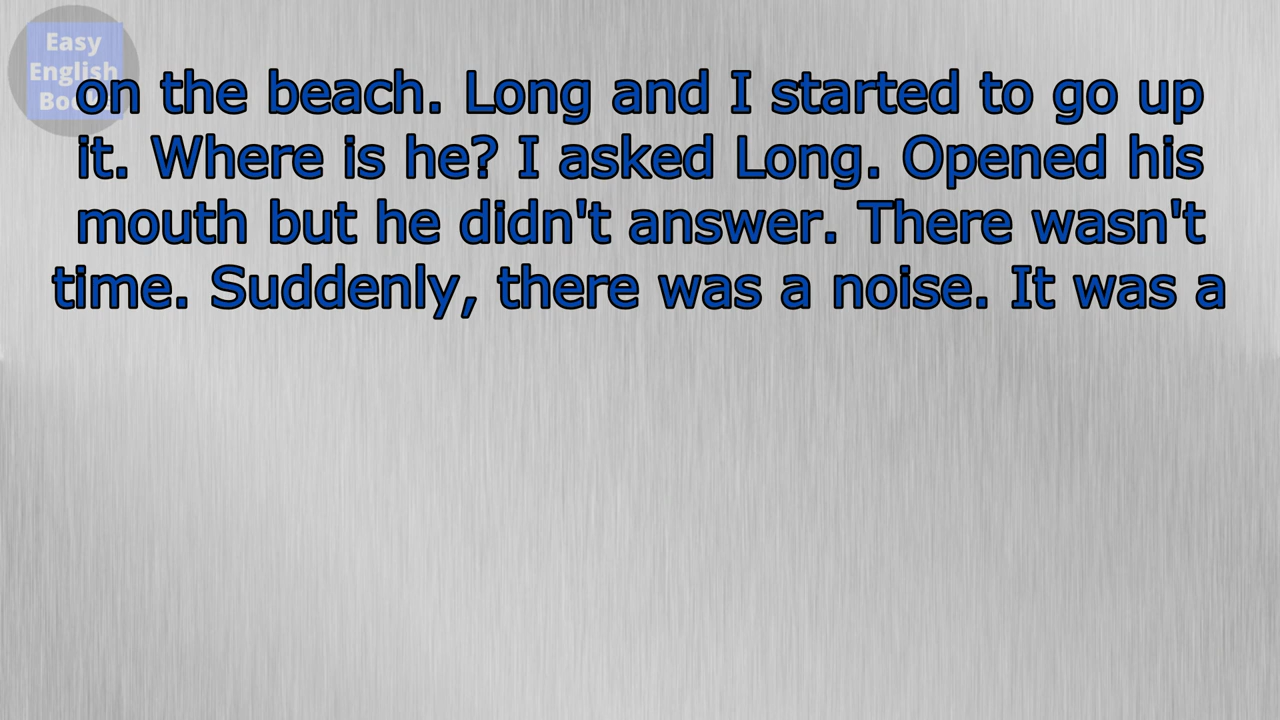 Easy
English
Books
on the beach. Long and I started to go up
it. Where is he? I asked Long. Opened his
mouth but he didn't answer. There wasn't
time. Suddenly, there was a noise. It was a